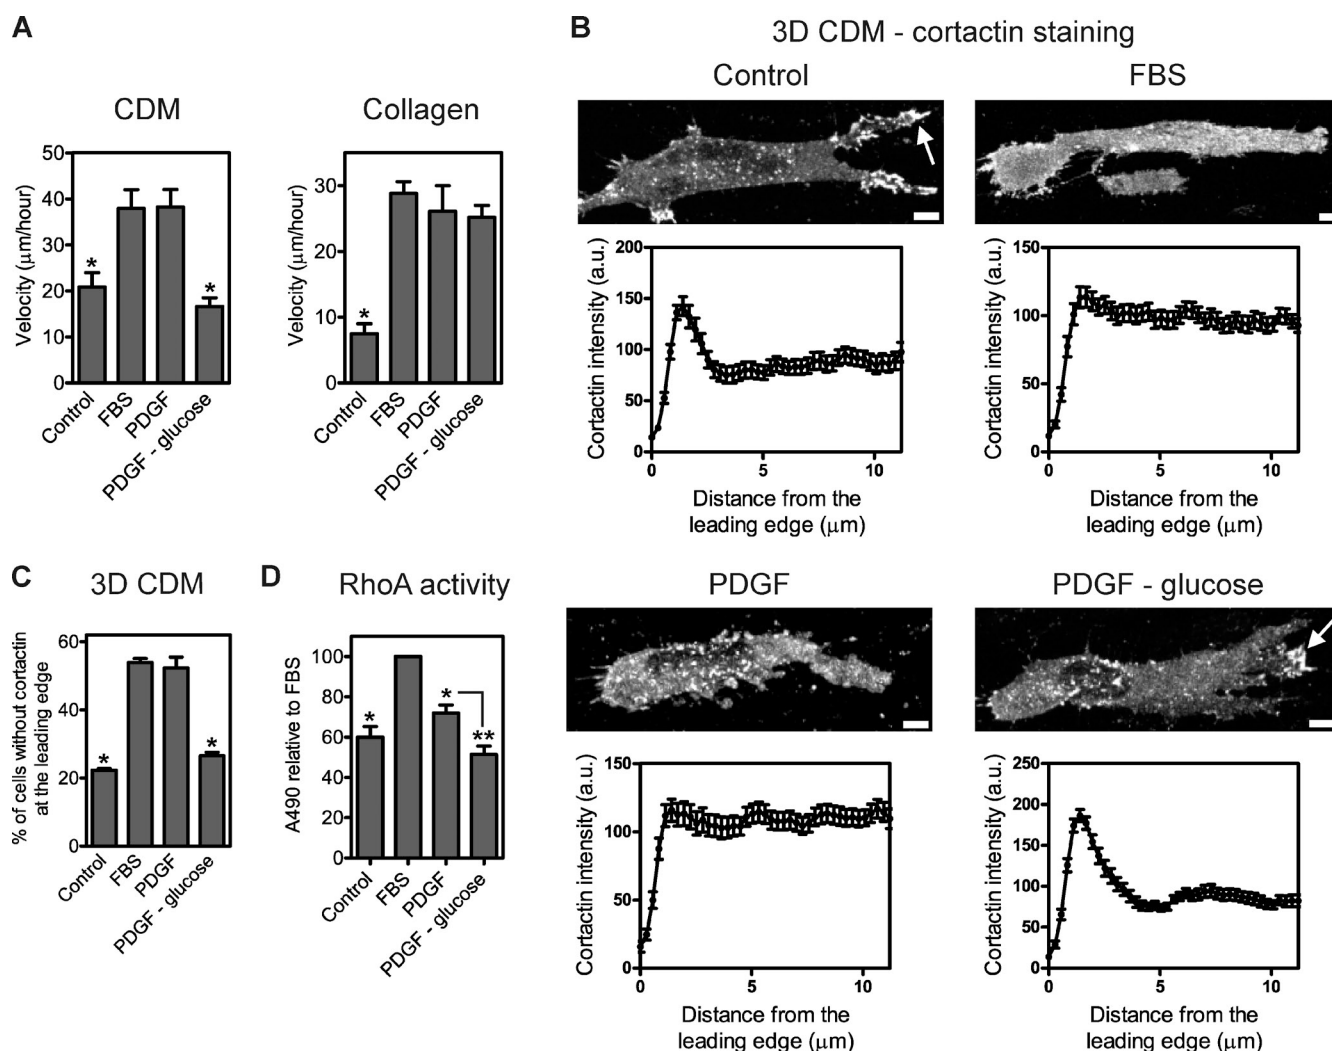 A
CDM
Velocity (μm/hour)
50
40
30
20
10
0
*
*
Control
FBS
PDGF
PDGF - glucose
Collagen
Velocity (μm/hour)
30
20
10
0
*
Control
FBS
PDGF
PDGF - glucose
B
3D CDM - cortactin staining
Control
Cortactin intensity (a.u.)
200
150
100
50
0
0 5 10
Distance from the
leading edge (μm)
FBS
Cortactin intensity (a.u.)
150
100
50
0
0 5 10
Distance from the
leading edge (μm)
PDGF
Cortactin intensity (a.u.)
150
100
50
0
0 5 10
Distance from the
leading edge (μm)
PDGF - glucose
Cortactin intensity (a.u.)
250
200
150
100
50
0
0 5 10
Distance from the
leading edge (μm)
C
3D CDM
% of cells without cortactin
at the leading edge
60
40
20
0
*
*
Control
FBS
PDGF
PDGF - glucose
D
RhoA activity
A490 relative to FBS
100
80
60
40
20
0
*
*
**
Control
FBS
PDGF
PDGF - glucose